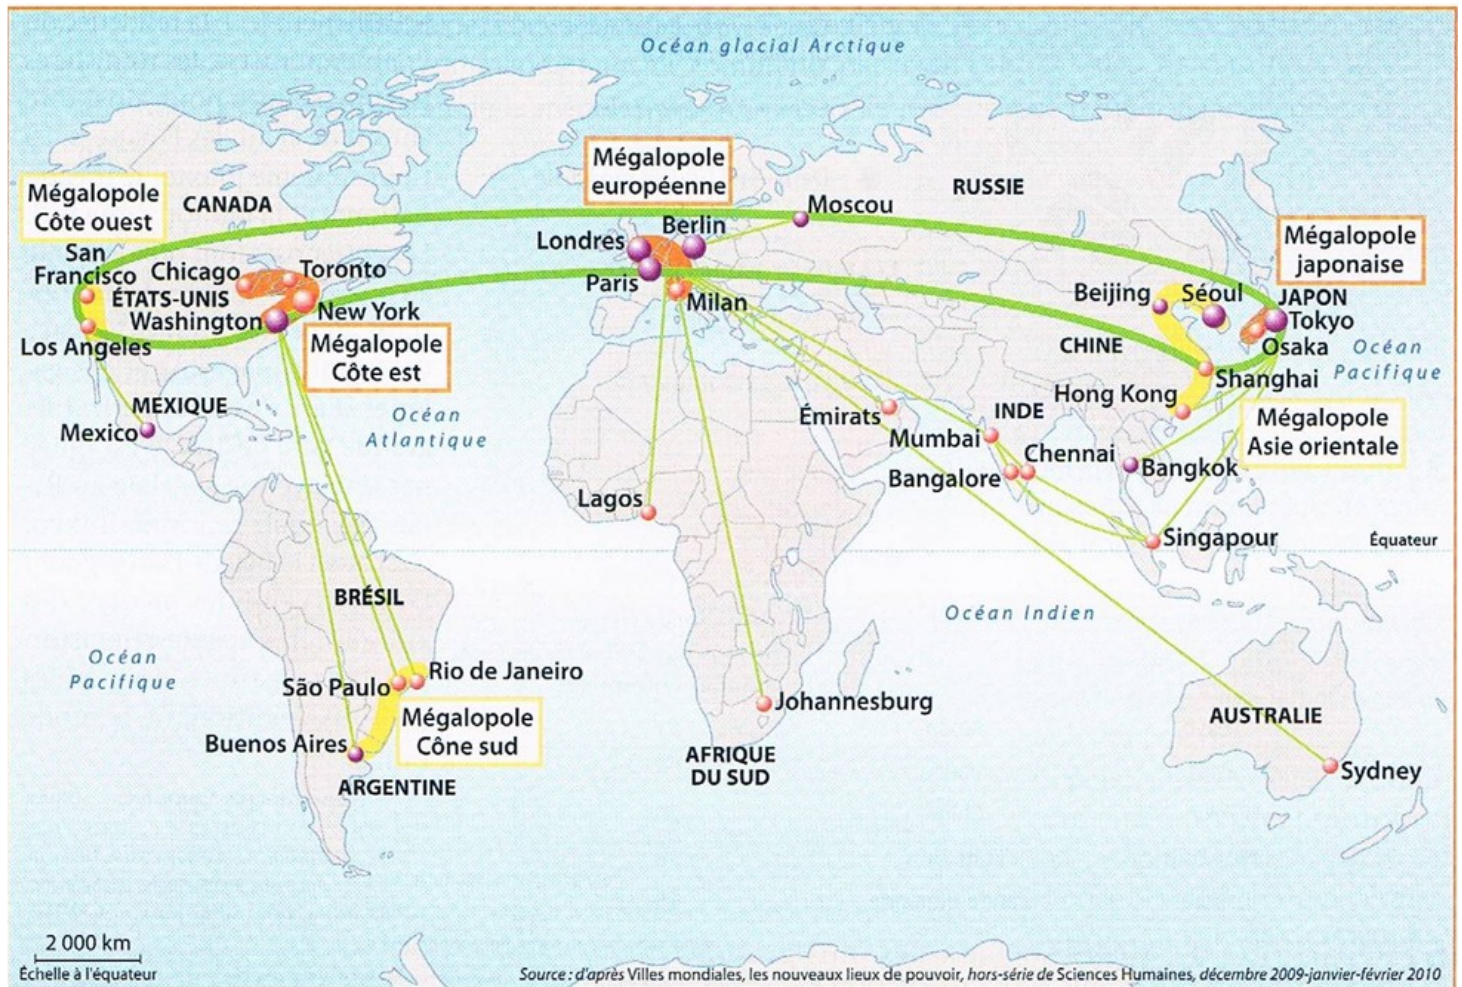 Océan glacial Arctique
Mégalopole
européenne
RUSSIE
Mégalopole
Côte ouest
CANADA
Moscou
Berlin
Londres
Mégalopole
japonaise
San
Francisco
Chicago
Toronto
Paris
Milan
Beijing
Séoul
JAPON
ÉTATS-UNIS
New York
Washington
Tokyo
Los Angeles
Mégalopole
Côte est
CHINE
Osaka
Océan
Pacifique
Shanghai
Hong Kong
MEXIQUE
Mexico
Océan
Atlantique
Émirats
INDE
Mumbai
Mégalopole
Asie orientale
Chennai
Bangalore
Bangkok
Lagos
Singapour
Équateur
BRÉSIL
Océan Indien
Océan
Pacifique
Rio de Janeiro
São Paulo
Mégalopole
Cône sud
Johannesburg
AUSTRALIE
Buenos Aires
AFRIQUE
DU SUD
Sydney
ARGENTINE
2 000 km
Échelle à l'équateur
Source : d'après Villes mondiales, les nouveaux lieux de pouvoir, hors-série de Sciences Humaines, décembre 2009-janvier-février 2010